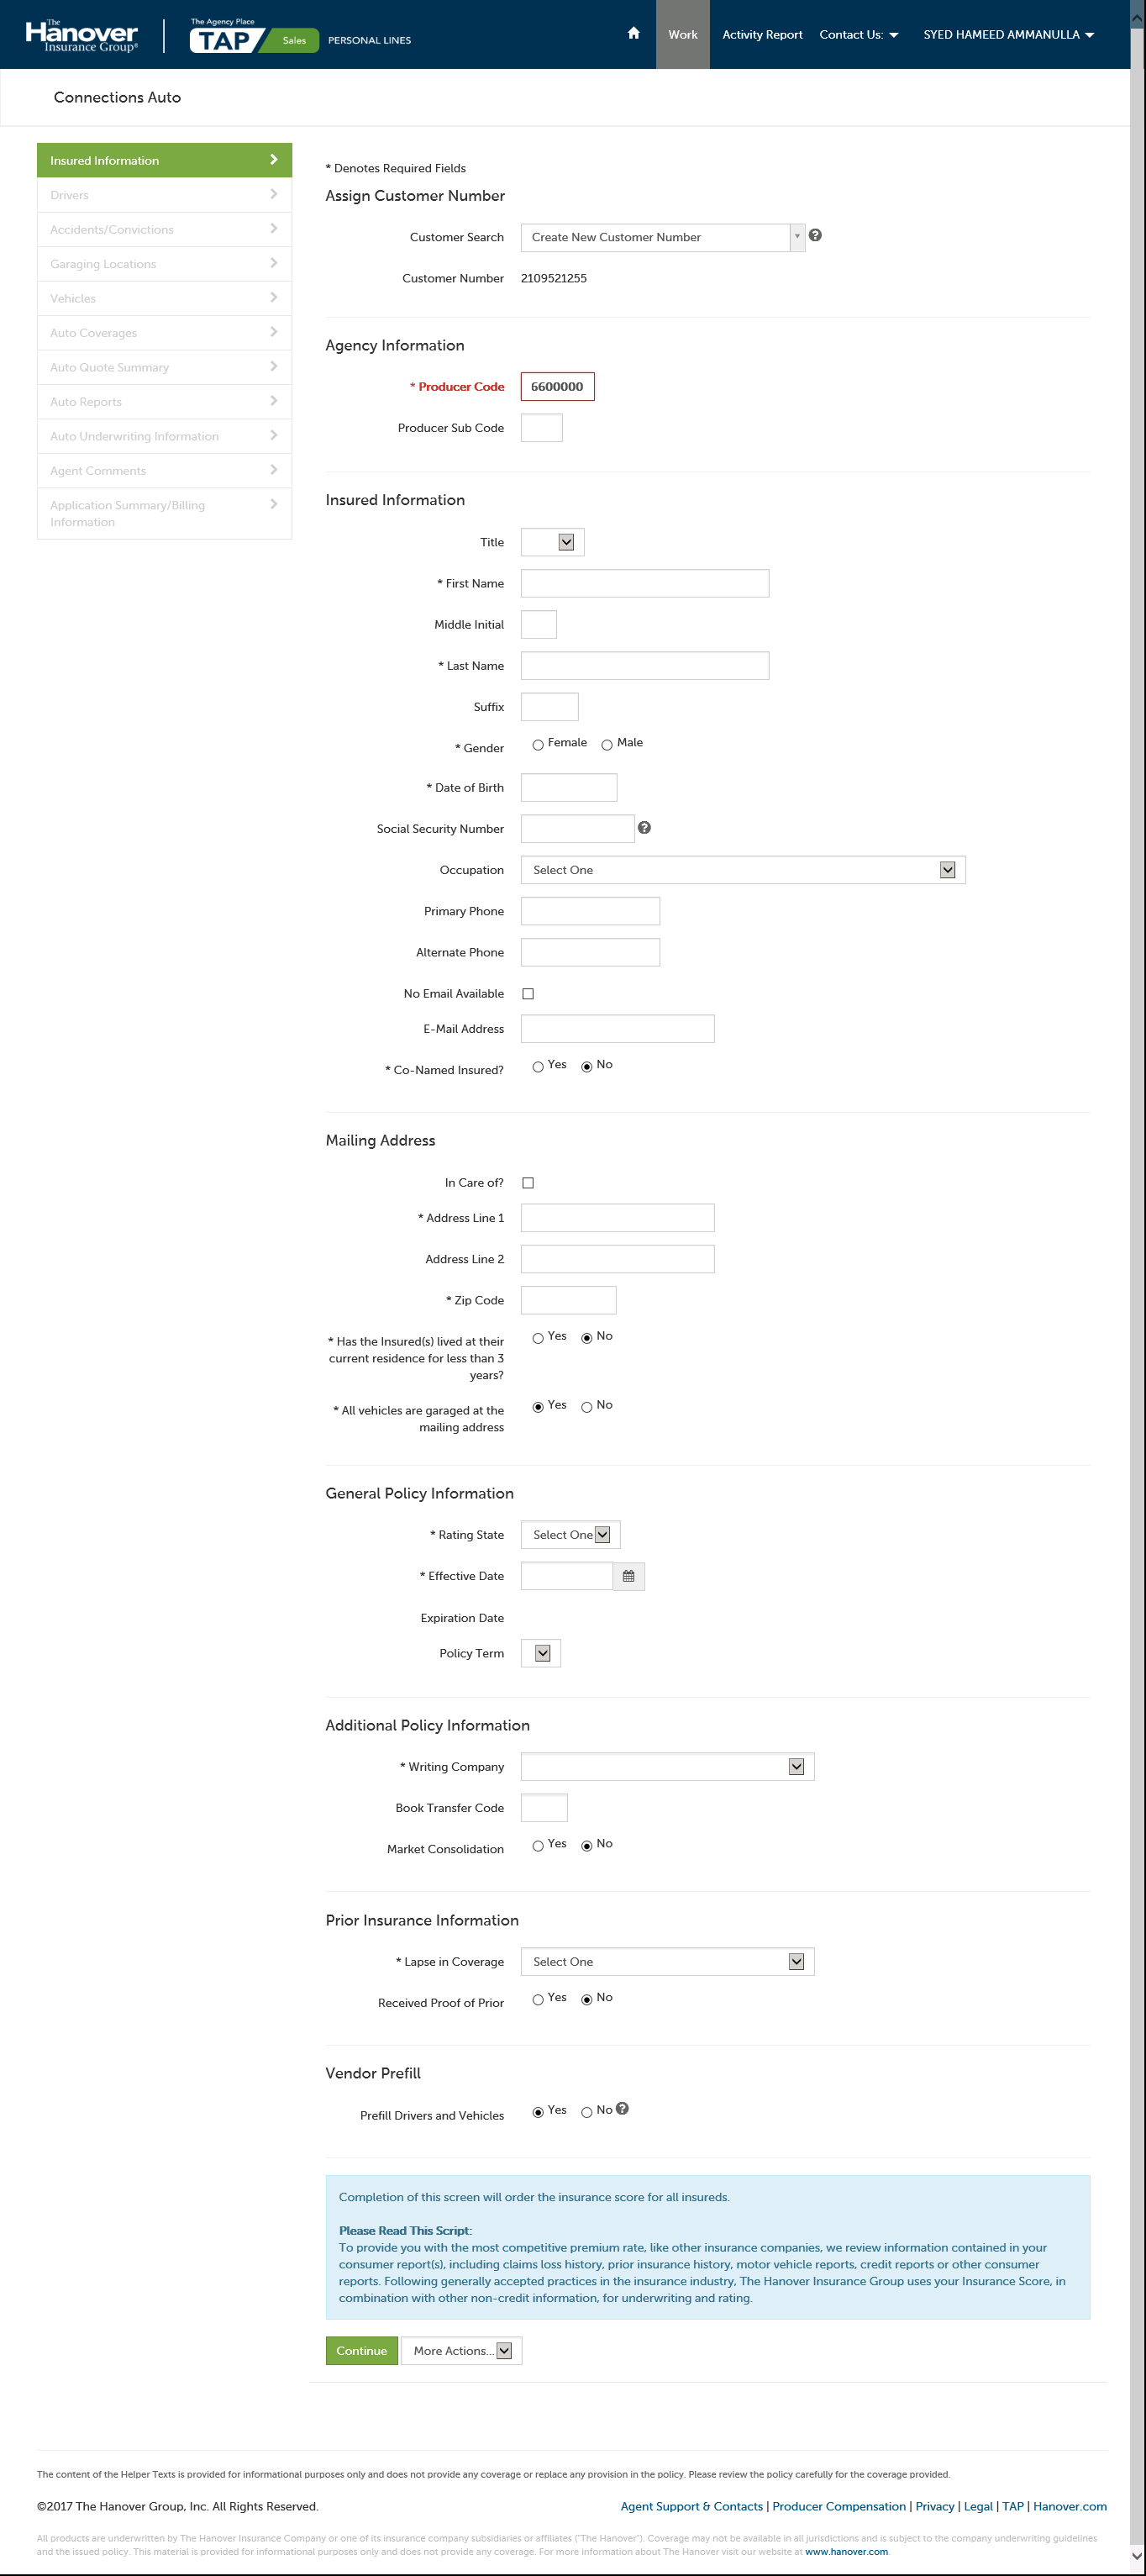 The
Hanover
Insurance Group®
The Agency Place
TAP Sales PERSONAL LINES
Work Activity Report Contact Us: SYED HAMEED AMMANULLA
Connections Auto
Insured Information
Drivers
Accidents/Convictions
Garaging Locations
Vehicles
Auto Coverages
Auto Quote Summary
Auto Reports
Auto Underwriting Information
Agent Comments
Application Summary/Billing
Information
* Denotes Required Fields
Assign Customer Number
Customer Search Create New Customer Number
Customer Number 2109521255
Agency Information
* Producer Code 6600000
Producer Sub Code
Insured Information
Title
* First Name
Middle Initial
* Last Name
Suffix
* Gender Female Male
* Date of Birth
Social Security Number
Occupation Select One
Primary Phone
Alternate Phone
No Email Available
E-Mail Address
* Co-Named Insured? Yes No
Mailing Address
In Care of?
* Address Line 1
Address Line 2
* Zip Code
* Has the Insured(s) lived at their Yes No
current residence for less than 3
years?
* All vehicles are garaged at the Yes No
mailing address
General Policy Information
* Rating State Select One
* Effective Date
Expiration Date
Policy Term
Additional Policy Information
* Writing Company
Book Transfer Code
Market Consolidation Yes No
Prior Insurance Information
* Lapse in Coverage Select One
Received Proof of Prior Yes No
Vendor Prefill
Prefill Drivers and Vehicles Yes No
Completion of this screen will order the insurance score for all insureds.
Please Read This Script:
To provide you with the most competitive premium rate, like other insurance companies, we review information contained in your
consumer report(s), including claims loss history, prior insurance history, motor vehicle reports, credit reports or other consumer
reports. Following generally accepted practices in the insurance industry, The Hanover Insurance Group uses your Insurance Score, in
combination with other non-credit information, for underwriting and rating.
Continue More Actions...
The content of the Helper Texts is provided for informational purposes only and does not provide any coverage or replace any provision in the policy. Please review the policy carefully for the coverage provided.
©2017 The Hanover Group, Inc. All Rights Reserved. Agent Support & Contacts | Producer Compensation | Privacy | Legal | TAP | Hanover.com
All products are underwritten by The Hanover Insurance Company or one of its insurance company subsidiaries or affiliates ("The Hanover"). Coverage may not be available in all jurisdictions and is subject to the company underwriting guidelines
and the issued policy. This material is provided for informational purposes only and does not provide any coverage. For more information about The Hanover visit our website at www.hanover.com